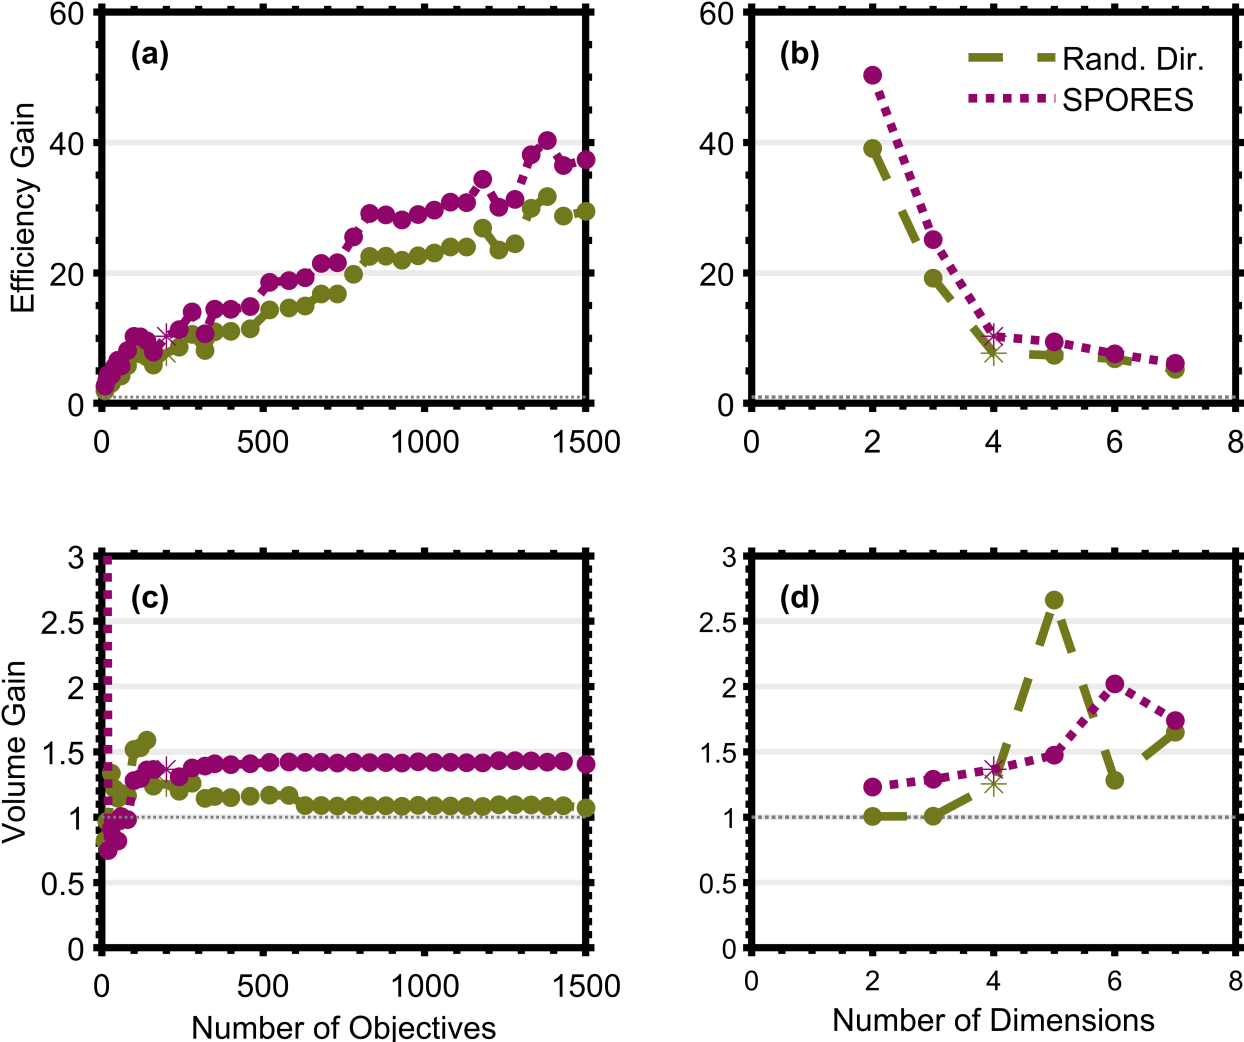 (a)
60
40
20
0
Efficiency Gain
0 500 1000 1500
(b)
Rand. Dir.
SPORES
60
40
20
0
0 2 4 6 8
(c)
3
2.5
2
1.5
1
0.5
0
Volume Gain
0 500 1000 1500
Number of Objectives
(d)
3
2.5
2
1.5
1
0.5
0
0 2 4 6 8
Number of Dimensions